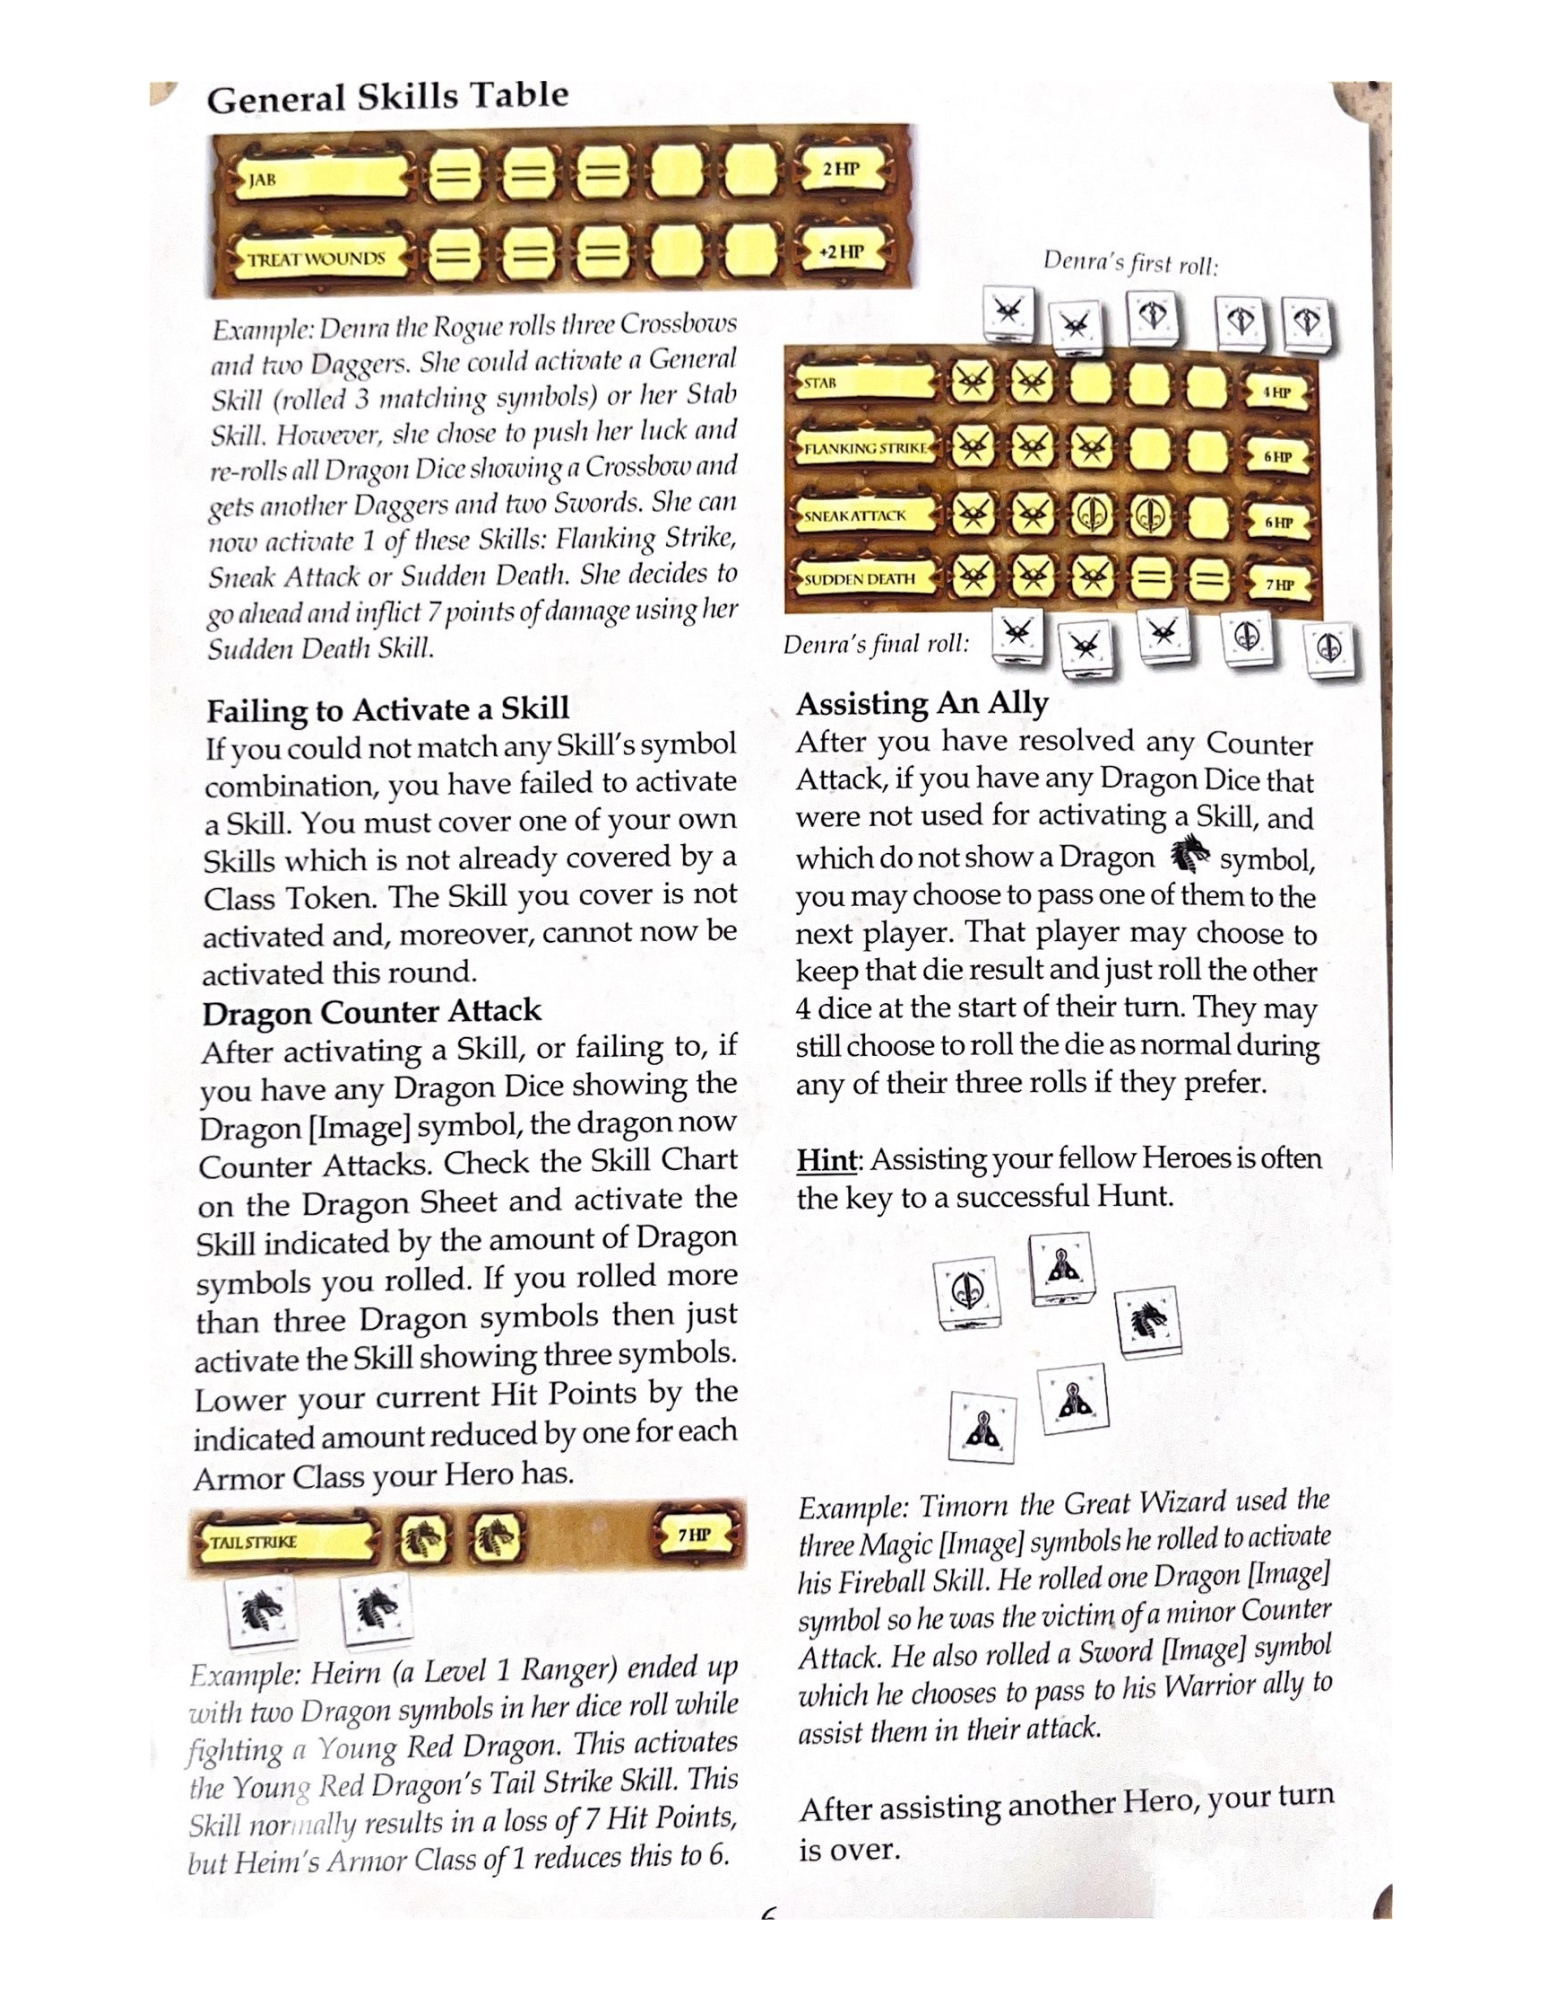 General Skills Table
JAB = = = 2 HP
TREAT WOUNDS = = = +2 HP
Example: Denra the Rogue rolls three Crossbows
and two Daggers. She could activate a General
Skill (rolled 3 matching symbols) or her Stab
Skill. However, she chose to push her luck and
re-rolls all Dragon Dice showing a Crossbow and
gets another Daggers and two Swords. She can
now activate 1 of these Skills: Flanking Strike,
Sneak Attack or Sudden Death. She decides to
go ahead and inflict 7 points of damage using her
Sudden Death Skill.
Failing to Activate a Skill
If you could not match any Skill's symbol
combination, you have failed to activate
a Skill. You must cover one of your own
Skills which is not already covered by a
Class Token. The Skill you cover is not
activated and, moreover, cannot now be
activated this round.
Dragon Counter Attack
After activating a Skill, or failing to, if
you have any Dragon Dice showing the
Dragon [Image] symbol, the dragon now
Counter Attacks. Check the Skill Chart
on the Dragon Sheet and activate the
Skill indicated by the amount of Dragon
symbols you rolled. If you rolled more
than three Dragon symbols then just
activate the Skill showing three symbols.
Lower your current Hit Points by the
indicated amount reduced by one for each
Armor Class your Hero has.
TAIL STRIKE 7 HP
Example: Heirn (a Level 1 Ranger) ended up
with two Dragon symbols in her dice roll while
fighting a Young Red Dragon. This activates
the Young Red Dragon's Tail Strike Skill. This
Skill normally results in a loss of 7 Hit Points,
but Heim's Armor Class of 1 reduces this to 6.
Denra's first roll:
STAB 4 HP
FLANKING STRIKE 6 HP
SNEAK ATTACK 6 HP
SUDDEN DEATH = = 7 HP
Denra's final roll:
Assisting An Ally
After you have resolved any Counter
Attack, if you have any Dragon Dice that
were not used for activating a Skill, and
which do not show a Dragon symbol,
you may choose to pass one of them to the
next player. That player may choose to
keep that die result and just roll the other
4 dice at the start of their turn. They may
still choose to roll the die as normal during
any of their three rolls if they prefer.
Hint: Assisting your fellow Heroes is often
the key to a successful Hunt.
Example: Timorn the Great Wizard used the
three Magic [Image] symbols he rolled to activate
his Fireball Skill. He rolled one Dragon [Image]
symbol so he was the victim of a minor Counter
Attack. He also rolled a Sword [Image] symbol
which he chooses to pass to his Warrior ally to
assist them in their attack.
After assisting another Hero, your turn
is over.
6